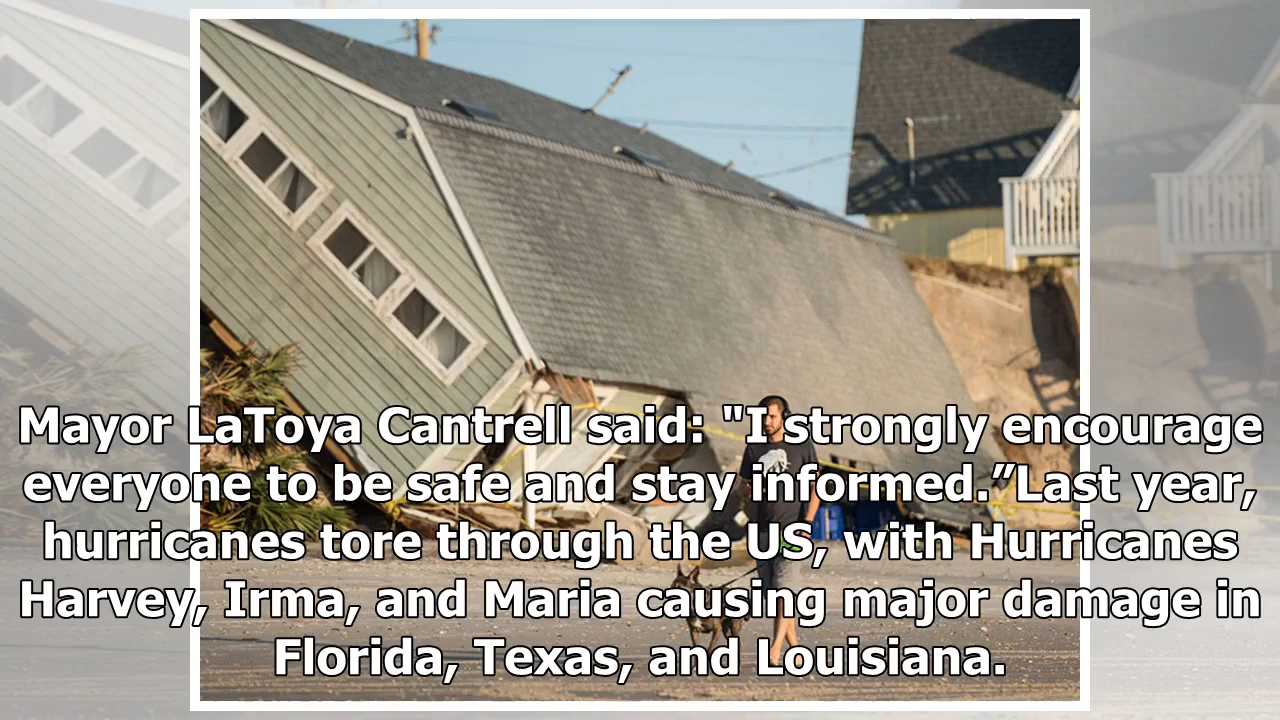 Mayor LaToya Cantrell said: "I strongly encourage
everyone to be safe and stay informed.”Last year,
hurricanes tore through the US, with Hurricanes
Harvey, Irma, and Maria causing major damage in
Florida, Texas, and Louisiana.